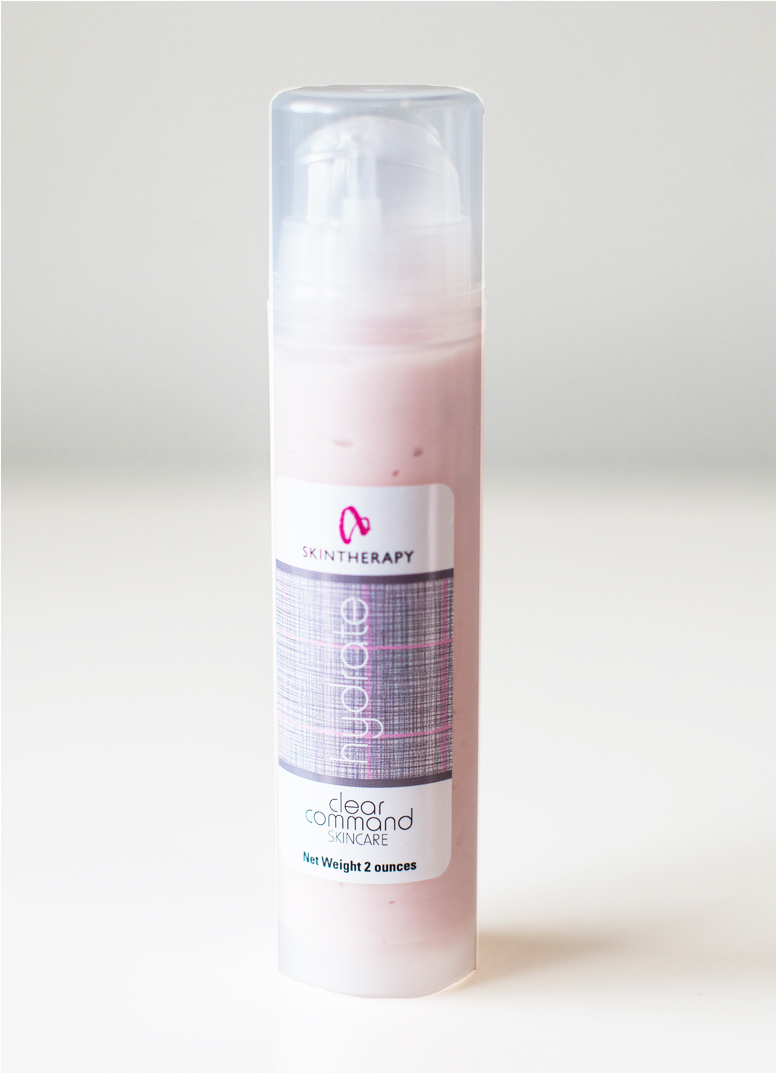 SKINTHERAPY
hydrate
clear
command
SKINCARE
Net Weight 2 ounces